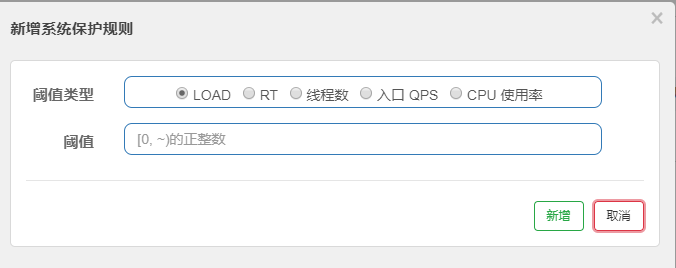 新增系统保护规则
×
阈值类型
LOAD RT 线程数 入口 QPS CPU 使用率
阈值
[0, ~)的正整数
新增 取消